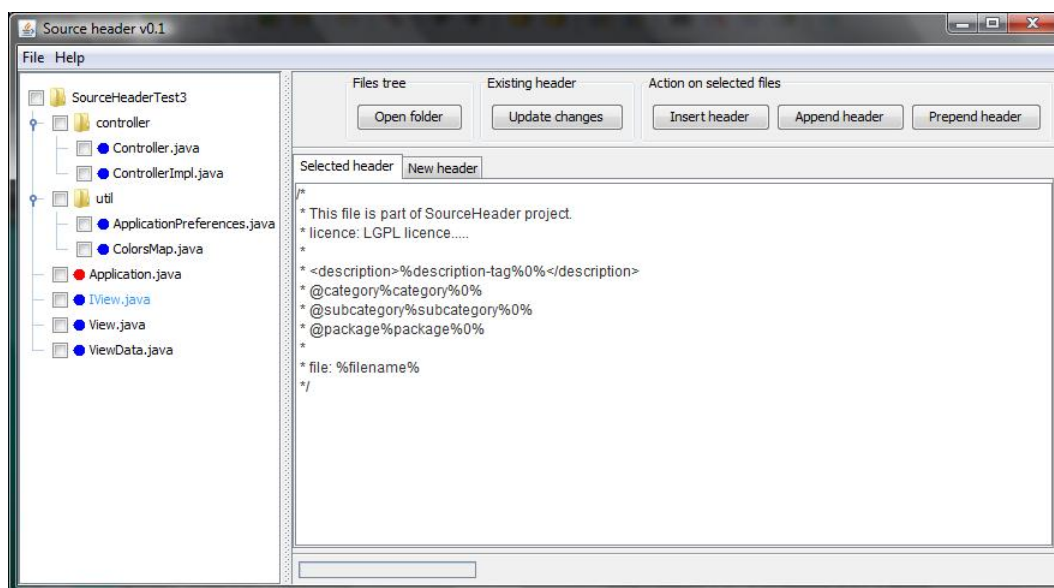 Source header v0.1
File Help
SourceHeaderTest3
controller
Controller.java
ControllerImpl.java
util
ApplicationPreferences.java
ColorsMap.java
Application.java
IView.java
View.java
ViewData.java
Files tree
Open folder
Existing header
Update changes
Action on selected files
Insert header
Append header
Prepend header
Selected header
New header
/*
* This file is part of SourceHeader project.
* licence: LGPL licence.....
*
* <description>%description-tag%0%</description>
* @category%category%0%
* @subcategory%subcategory%0%
* @package%package%0%
*
* file: %filename%
*/